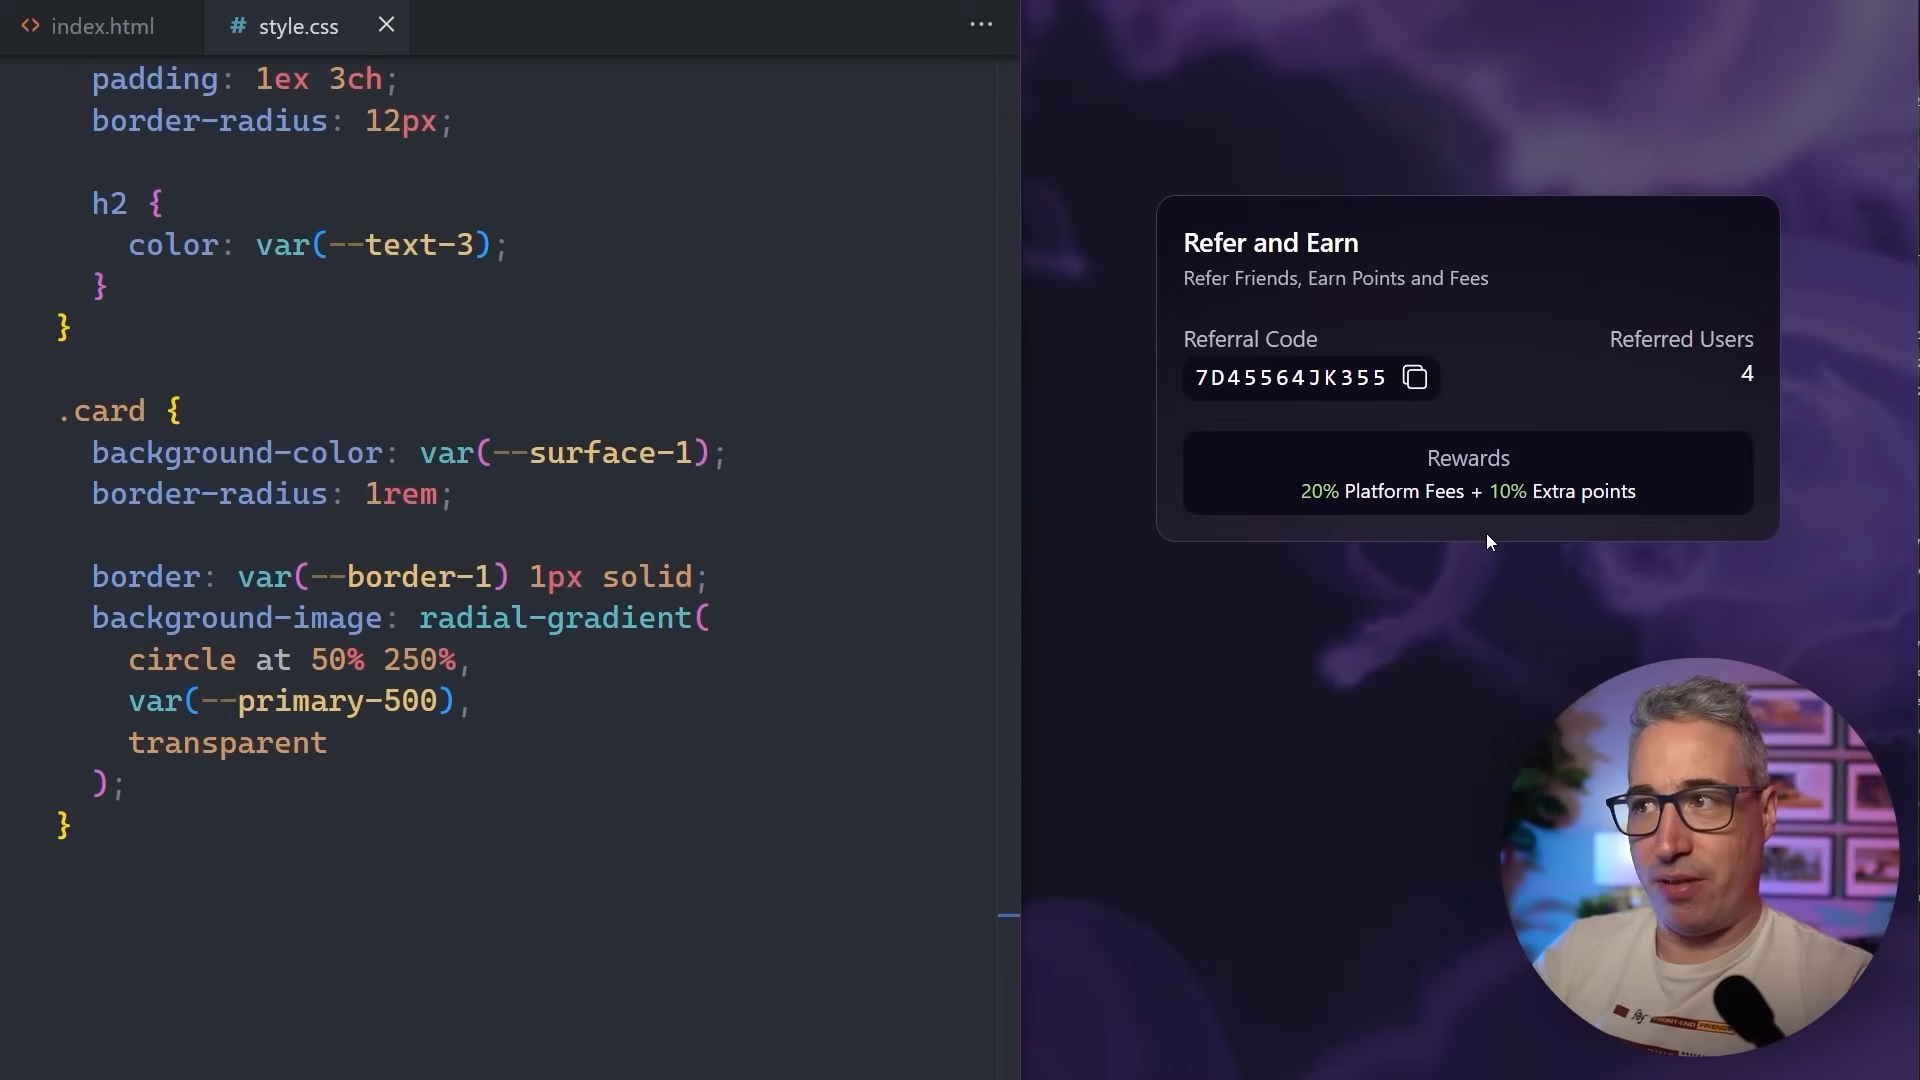 index.html
# style.css
padding: 1ex 3ch;
border-radius: 12px;
h2 {
color: var(--text-3);
}
}
.card {
background-color: var(--surface-1);
border-radius: 1rem;
border: var(--border-1) 1px solid;
background-image: radial-gradient(
circle at 50% 250%,
var(--primary-500),
transparent
);
}
Refer and Earn
Refer Friends, Earn Points and Fees
Referral Code
Referred Users
7D45564JK355
4
Rewards
20% Platform Fees + 10% Extra points